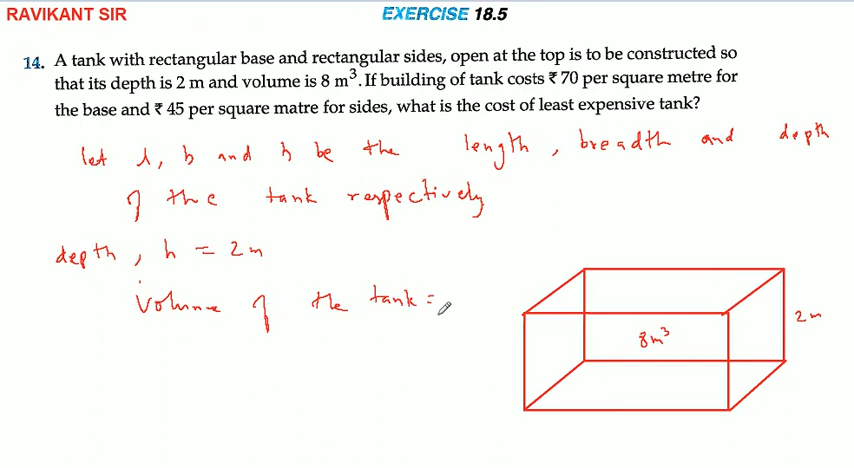 RAVIKANT SIR EXERCISE 18.5
14. A tank with rectangular base and rectangular sides, open at the top is to be constructed so
that its depth is 2 m and volume is 8 m³. If building of tank costs ₹ 70 per square metre for
the base and ₹ 45 per square matre for sides, what is the cost of least expensive tank?
let l, b and h be the length, breadth and depth
of the tank respectively
depth, h = 2m
Volume of the tank =
2m
8m³